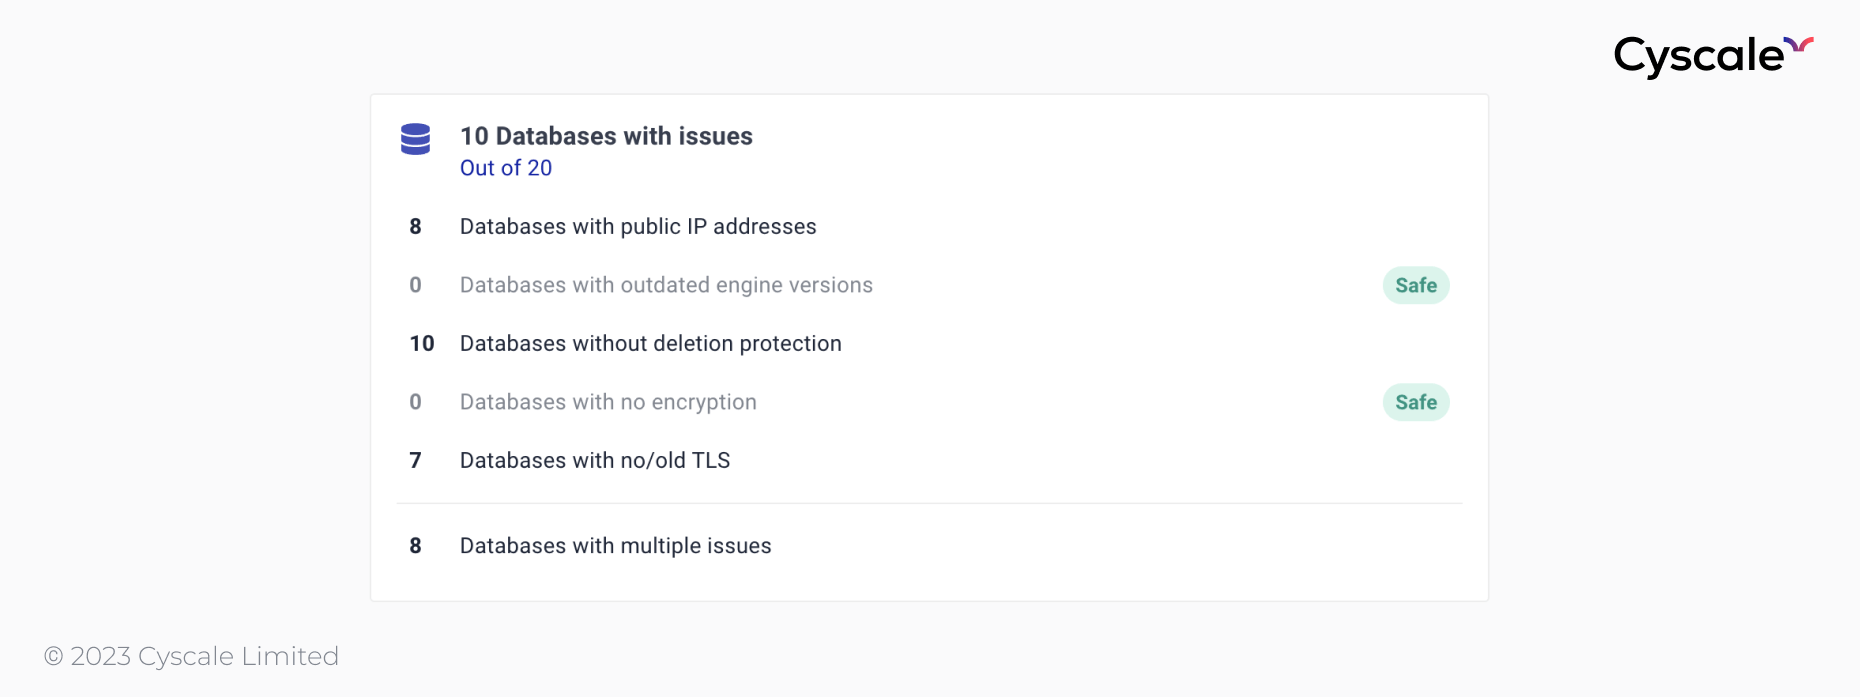 Cyscale
10 Databases with issues
Out of 20
8 Databases with public IP addresses
0 Databases with outdated engine versions Safe
10 Databases without deletion protection
0 Databases with no encryption Safe
7 Databases with no/old TLS
8 Databases with multiple issues
© 2023 Cyscale Limited